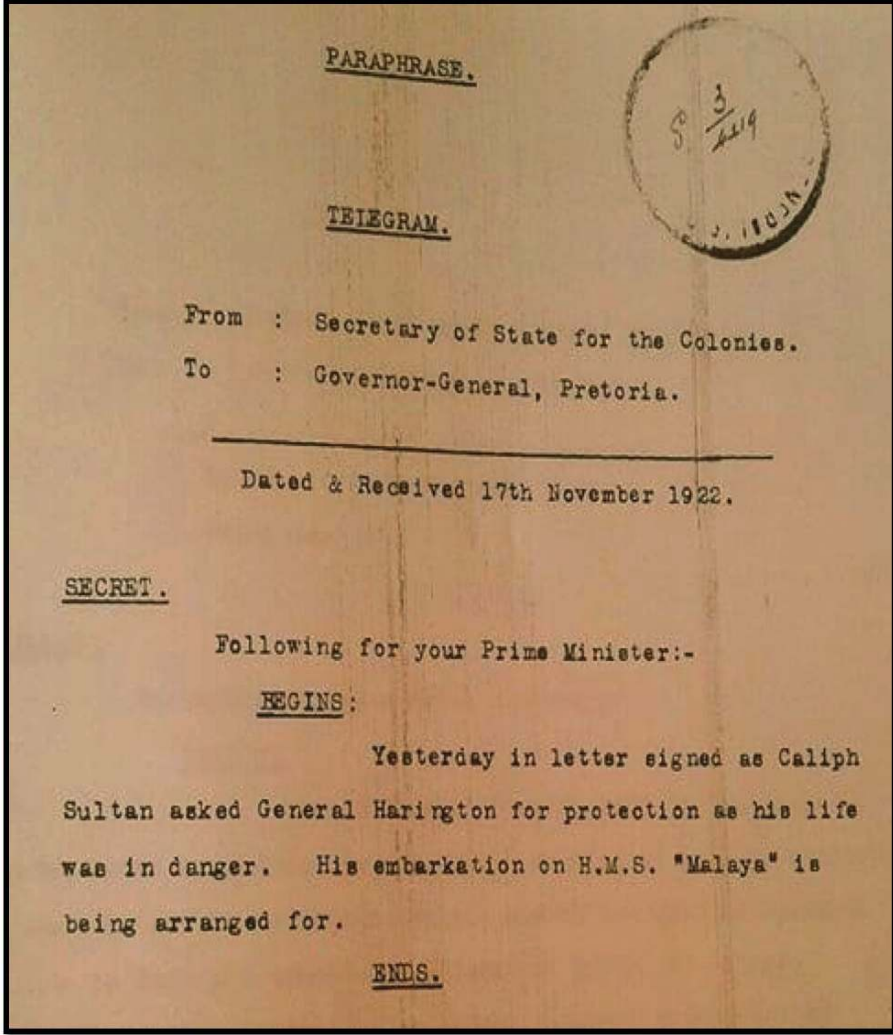 PARAPHRASE.
S. 3/4419
TELEGRAM.
From : Secretary of State for the Colonies.
To : Governor-General, Pretoria.
Dated & Received 17th November 1922.
SECRET.
Following for your Prime Minister:-
BEGINS:
Yesterday in letter signed as Caliph
Sultan asked General Harington for protection as his life
was in danger. His embarkation on H.M.S. "Malaya" is
being arranged for.
ENDS.